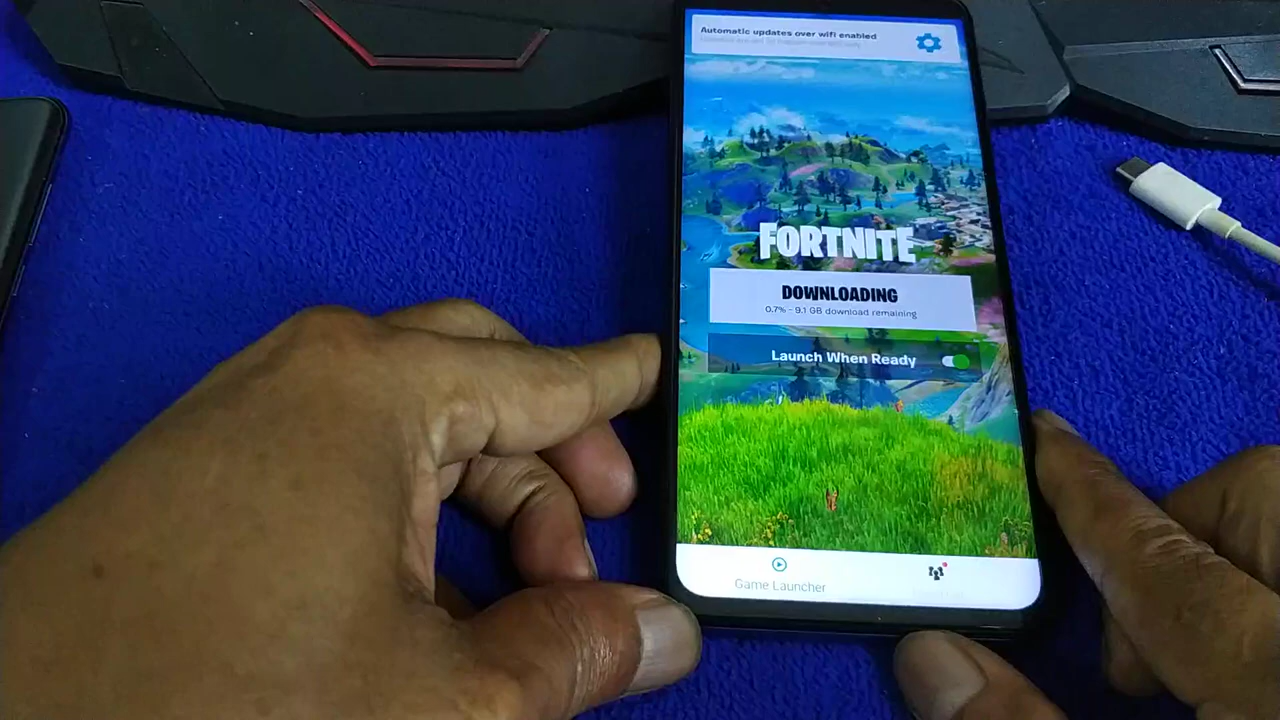 Automatic updates over wifi enabled
FORTNITE
DOWNLOADING
0.7% - 9.1 GB download remaining
Launch When Ready
Game Launcher